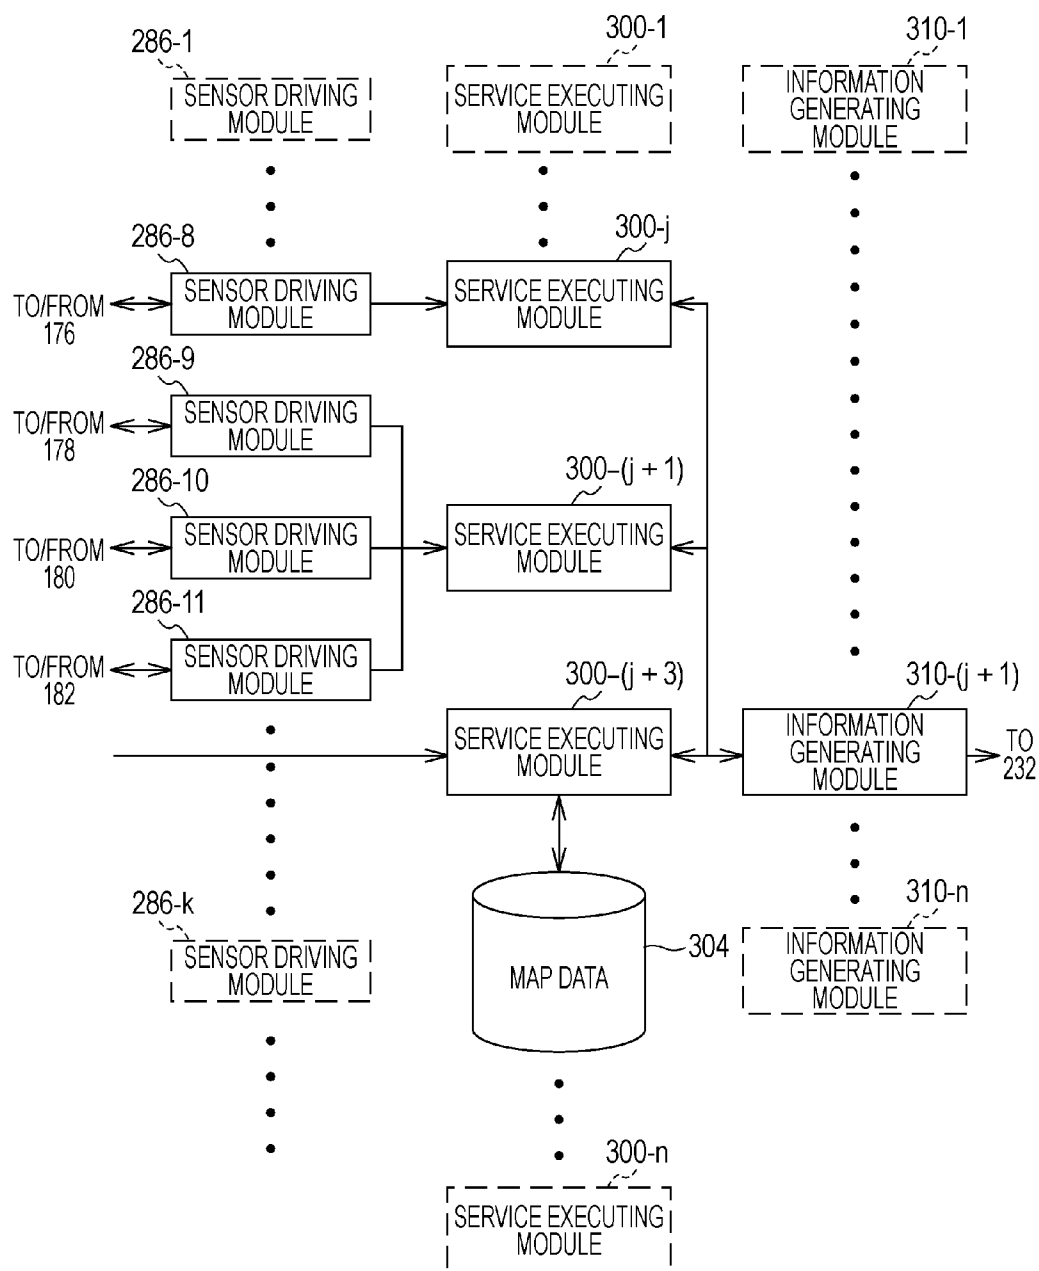 286-1
SENSOR DRIVING
MODULE
300-1
SERVICE EXECUTING
MODULE
310-1
INFORMATION
GENERATING
MODULE
286-8
SENSOR DRIVING
MODULE
TO/FROM
176
300-j
SERVICE EXECUTING
MODULE
286-9
SENSOR DRIVING
MODULE
TO/FROM
178
286-10
SENSOR DRIVING
MODULE
TO/FROM
180
300-(j + 1)
SERVICE EXECUTING
MODULE
286-11
SENSOR DRIVING
MODULE
TO/FROM
182
300-(j + 3)
SERVICE EXECUTING
MODULE
310-(j + 1)
INFORMATION
GENERATING
MODULE
TO
232
286-k
SENSOR DRIVING
MODULE
MAP DATA
304
310-n
INFORMATION
GENERATING
MODULE
300-n
SERVICE EXECUTING
MODULE